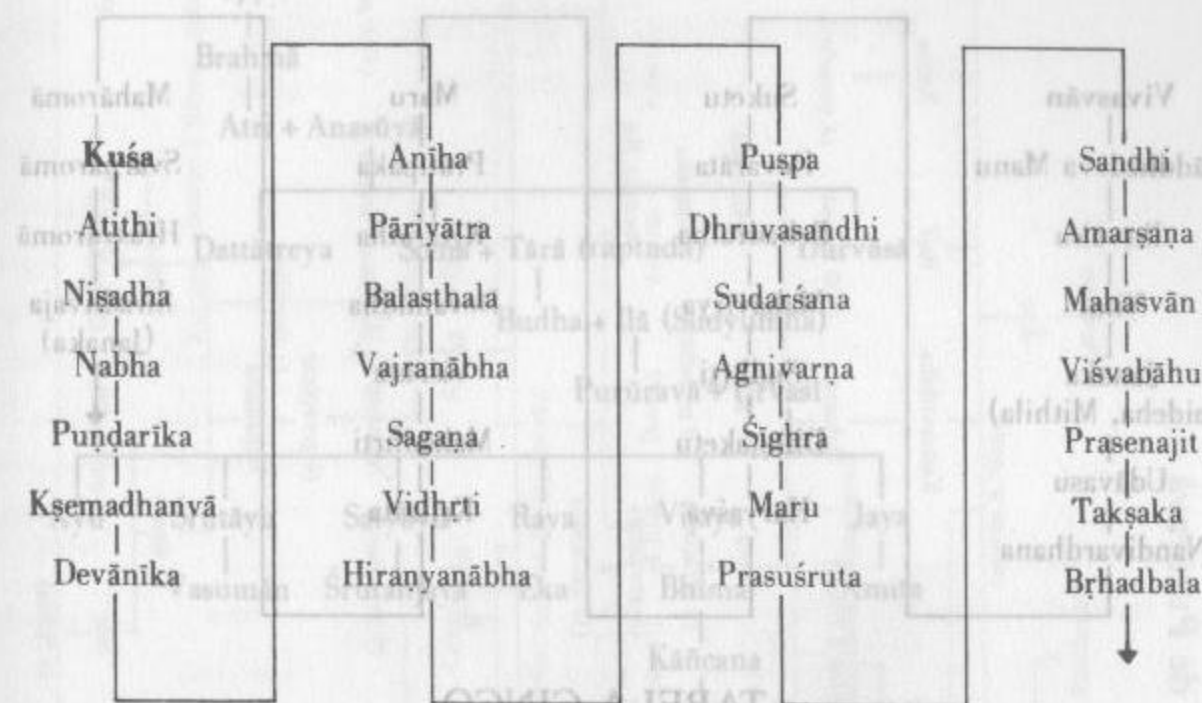 Kuśa
Atithi
Niṣadha
Nabha
Puṇḍarīka
Kṣemadhanvā
Devānīka
Anīha
Pāriyātra
Balasthala
Vajranābha
Sagaṇa
Vidhṛti
Hiraṇyanābha
Puṣpa
Dhruvasandhi
Sudarśana
Agnivarṇa
Śīghra
Maru
Prasuśruta
Sandhi
Amarṣaṇa
Mahasvān
Viśvabāhu
Prasenajit
Takṣaka
Bṛhadbala